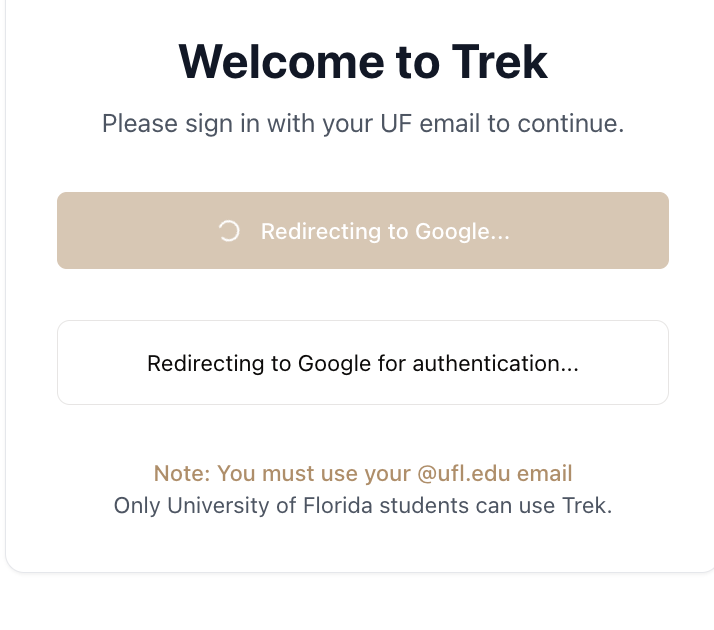 Welcome to Trek
Please sign in with your UF email to continue.
Redirecting to Google...
Redirecting to Google for authentication...
Note: You must use your @ufl.edu email
Only University of Florida students can use Trek.